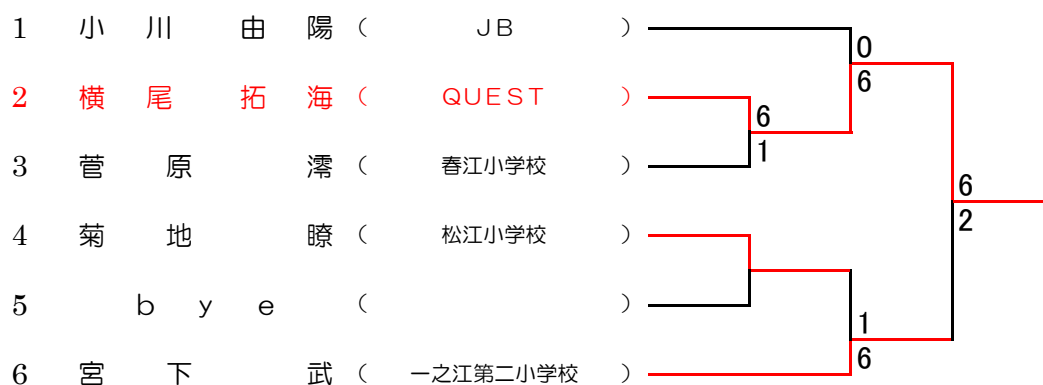 1 小川 由陽 ( JB )
0
2 横尾 拓海 ( QUEST )
6
6
1
3 菅原 澪 ( 春江小学校 )
6
2
4 菊地 瞭 ( 松江小学校 )
5 bye ( )
1
6
6 宮下 武 ( 一之江第二小学校 )